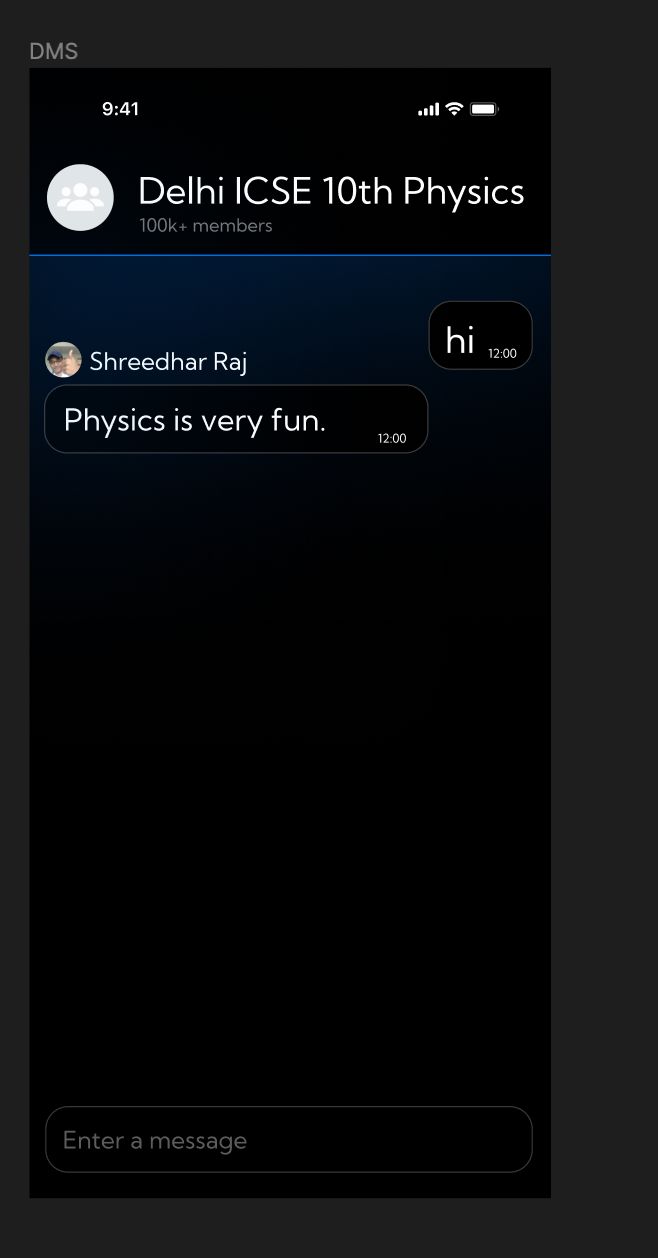 DMS
9:41
Delhi ICSE 10th Physics
100k+ members
hi 12:00
Shreedhar Raj
Physics is very fun. 12:00
Enter a message